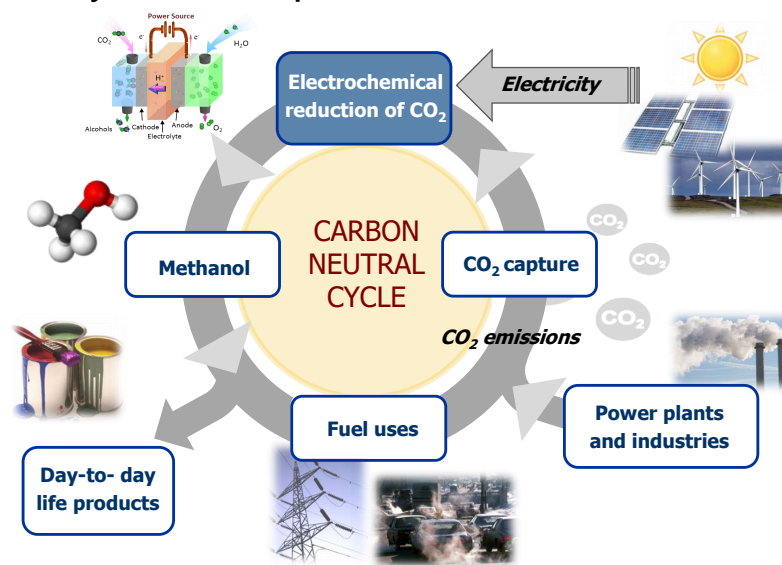 Power Source
CO₂
e⁻
e⁻
H₂O
H⁺
Alcohols
Cathode
Anode
Electrolyte
O₂
Electrochemical
reduction of CO₂
Electricity
CARBON
NEUTRAL
CYCLE
Methanol
CO₂ capture
CO₂
CO₂
CO₂
CO₂ emissions
Fuel uses
Power plants
and industries
Day-to- day
life products